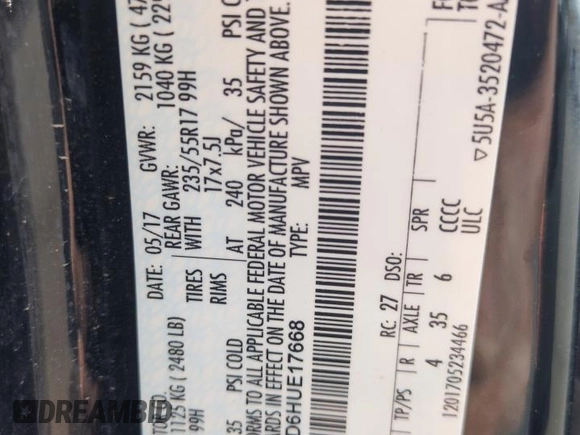 DATE: 05/17 GVWR: 2159 KG ( 47
REAR GAWR: 1040 KG ( 22
1125 KG ( 2480 LB) WITH 235/55R17 99H
99H TIRES 17x7.5J
RIMS
35 PSI COLD AT 240 kPa/ 35 PSI C
ORMS TO ALL APPLICABLE FEDERAL MOTOR VEHICLE SAFETY AND
ARDS IN EFFECT ON THE DATE OF MANUFACTURE SHOWN ABOVE.
D6HUE17668 TYPE: MPV
RC: 27 DSO:
TP/PS R AXLE TR SPR
4 35 6 CCCC
ULC
1201705234466
5U5A-3520472-A
DREAMBID